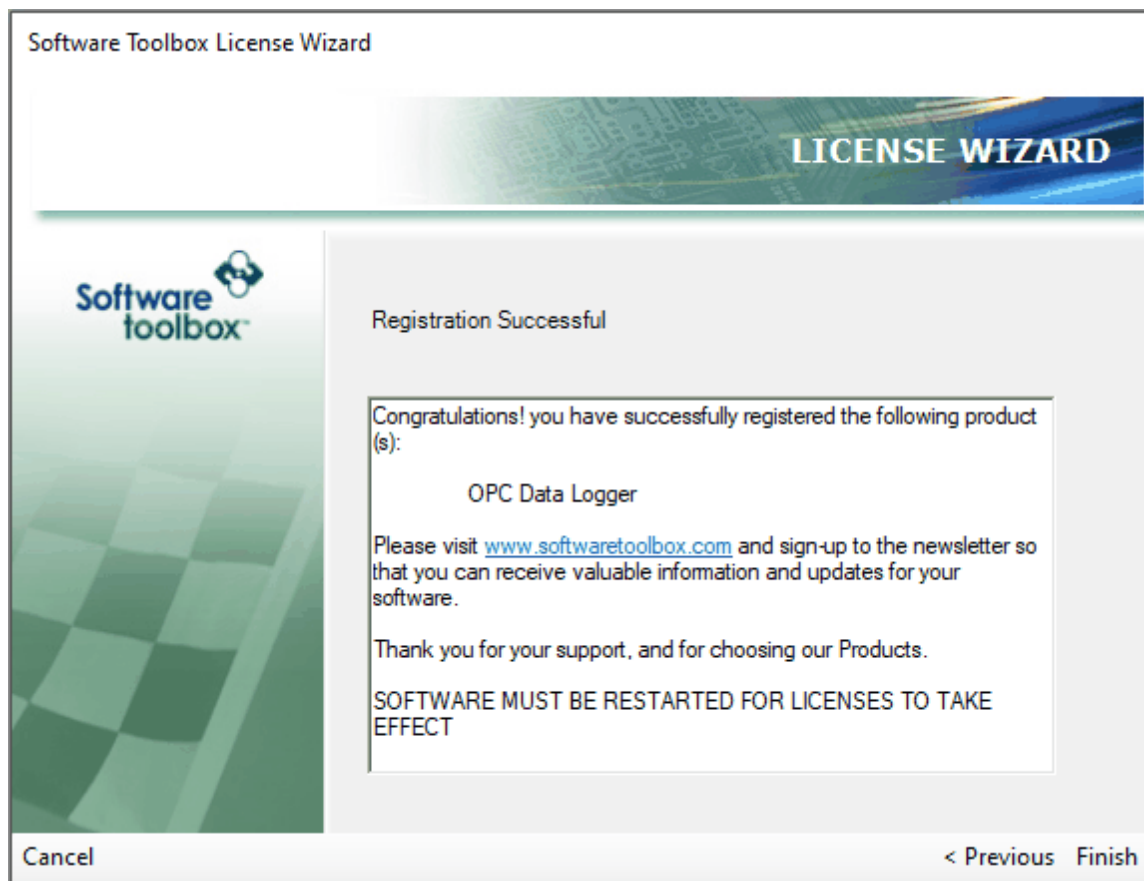 Software Toolbox License Wizard
LICENSE WIZARD
Software
toolbox™
Registration Successful
Congratulations! you have successfully registered the following product
(s):
OPC Data Logger
Please visit www.softwaretoolbox.com and sign-up to the newsletter so
that you can receive valuable information and updates for your
software.
Thank you for your support, and for choosing our Products.
SOFTWARE MUST BE RESTARTED FOR LICENSES TO TAKE
EFFECT
Cancel
< Previous Finish